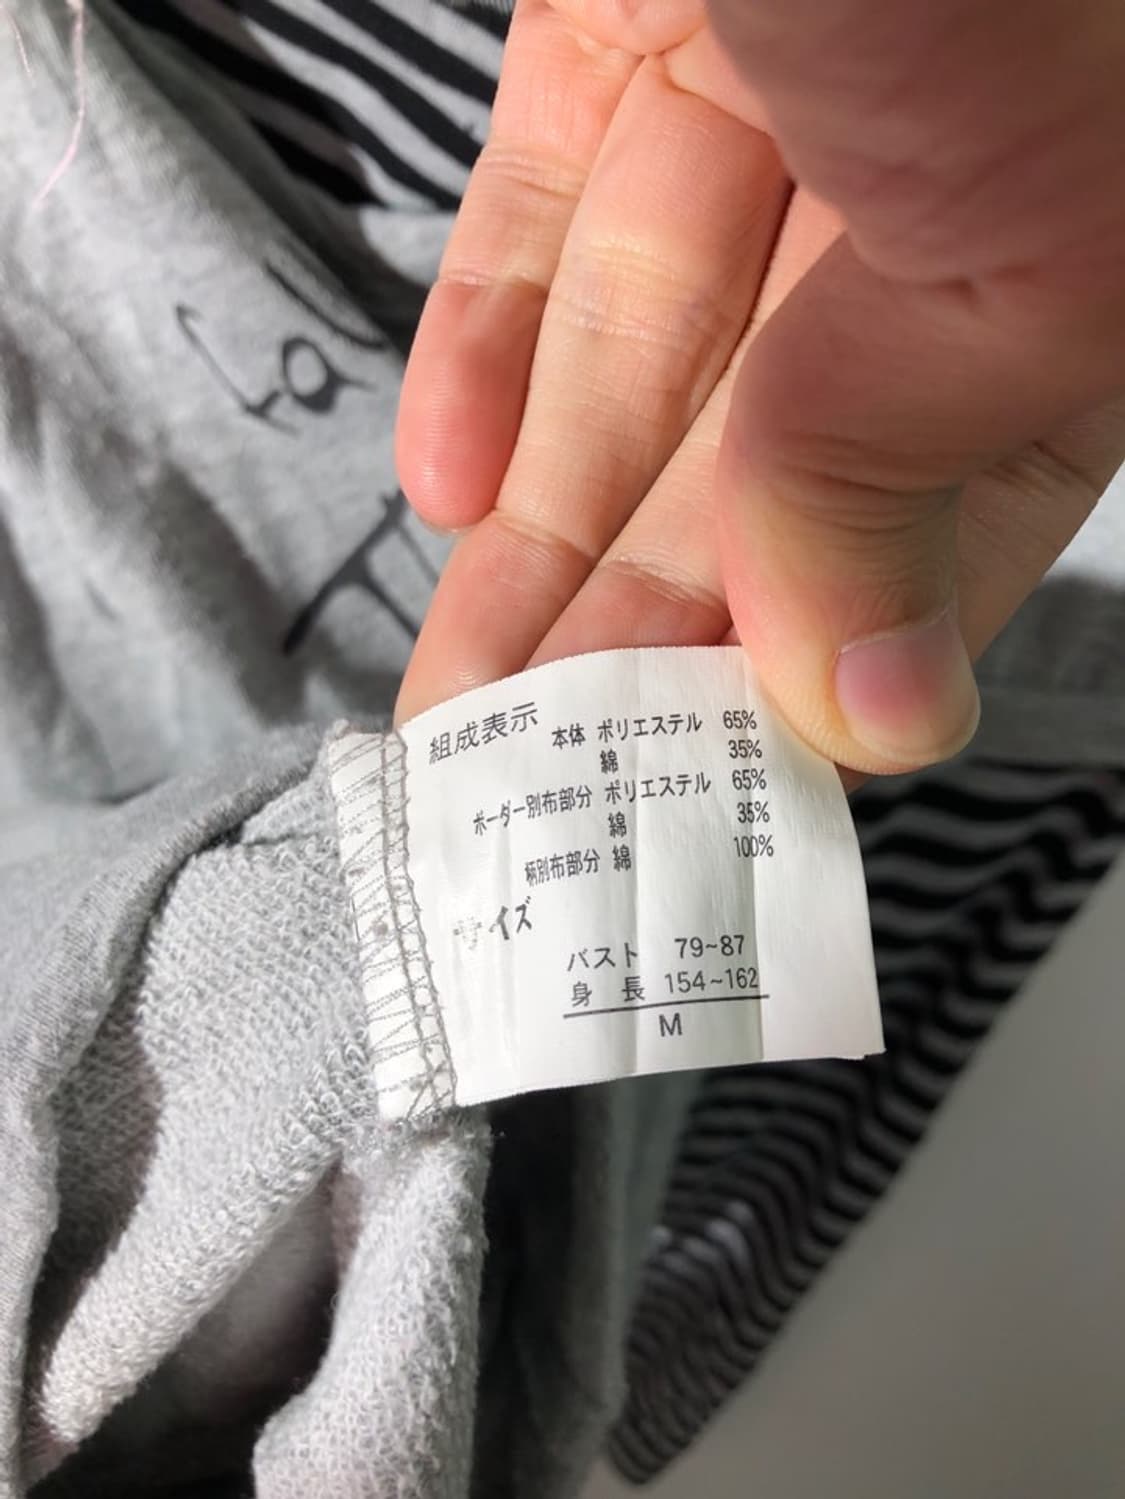 fal
組成表示
本体 ポリエステル 65%
綿 35%
ボーダー別布部分 ポリエステル 65%
綿 35%
柄別布部分 綿 100%
サイズ
バスト 79~87
身長 154~162
M